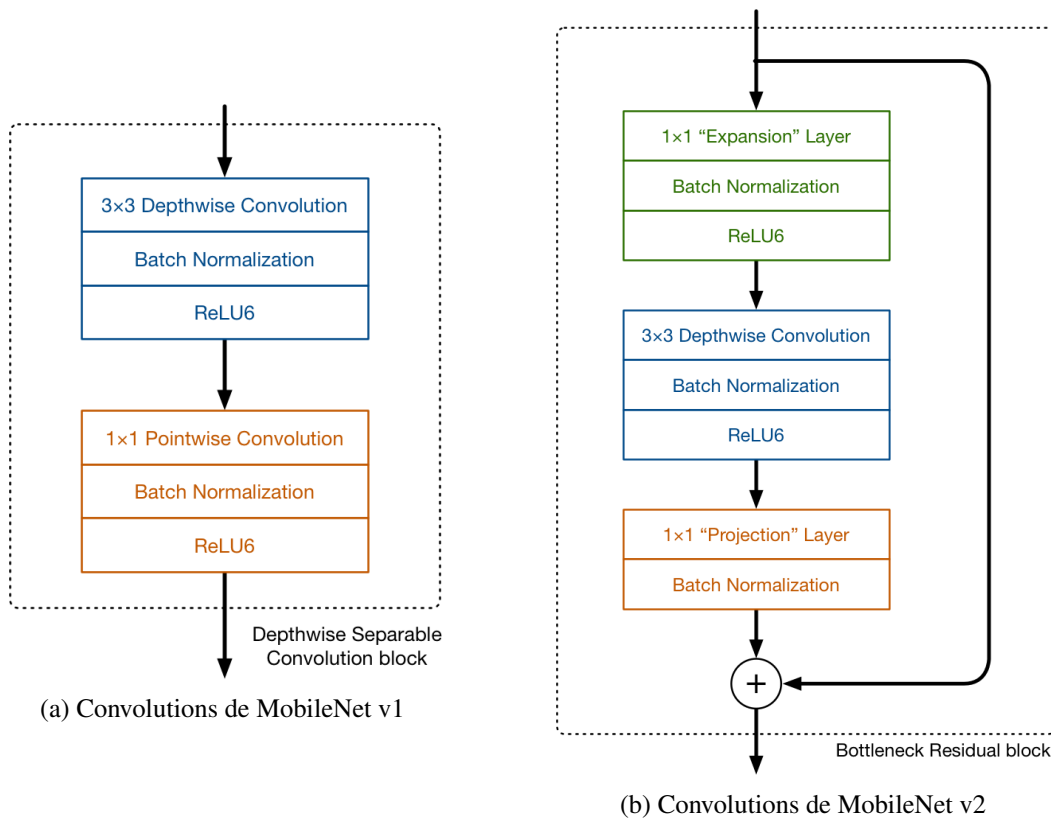 3×3 Depthwise Convolution
Batch Normalization
ReLU6
1×1 Pointwise Convolution
Batch Normalization
ReLU6
Depthwise Separable
Convolution block
(a) Convolutions de MobileNet v1
1×1 “Expansion” Layer
Batch Normalization
ReLU6
3×3 Depthwise Convolution
Batch Normalization
ReLU6
1×1 “Projection” Layer
Batch Normalization
+
Bottleneck Residual block
(b) Convolutions de MobileNet v2